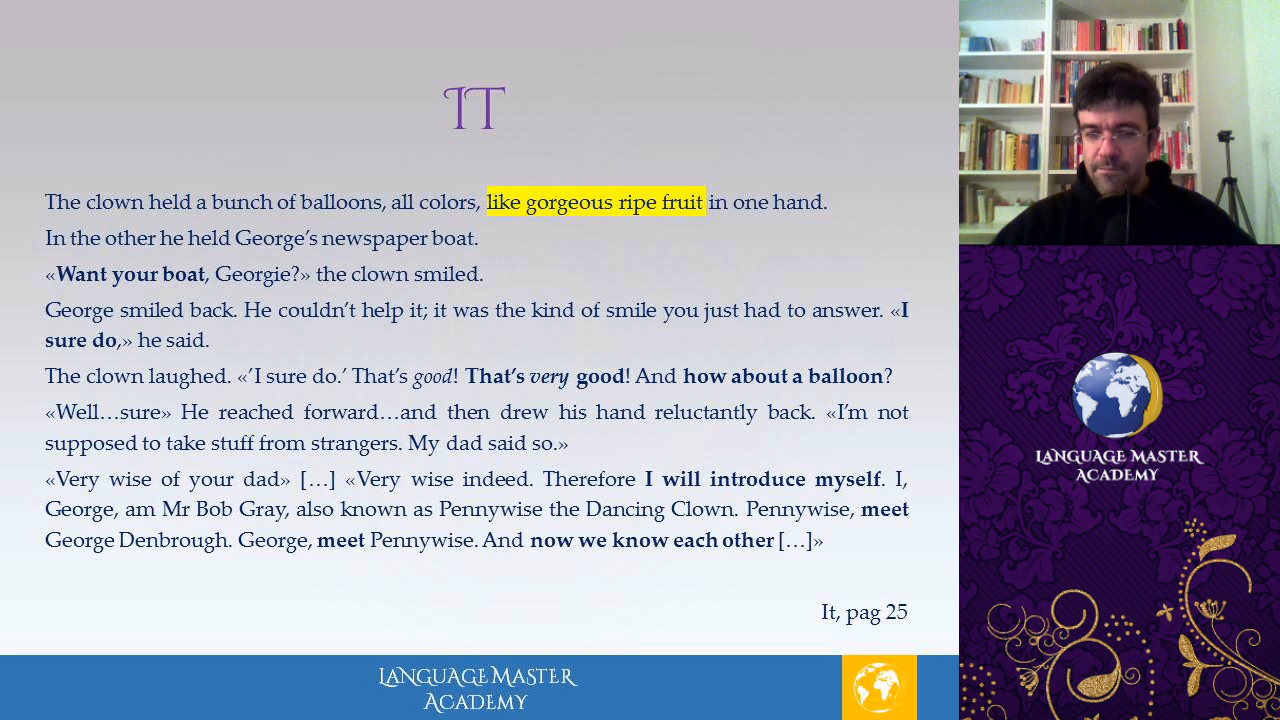 IT
The clown held a bunch of balloons, all colors, like gorgeous ripe fruit in one hand.
In the other he held George’s newspaper boat.
«Want your boat, Georgie?» the clown smiled.
George smiled back. He couldn’t help it; it was the kind of smile you just had to answer. «I
sure do,» he said.
The clown laughed. «’I sure do.’ That’s good! That’s very good! And how about a balloon?
«Well…sure» He reached forward…and then drew his hand reluctantly back. «I’m not
supposed to take stuff from strangers. My dad said so.»
«Very wise of your dad» […] «Very wise indeed. Therefore I will introduce myself. I,
George, am Mr Bob Gray, also known as Pennywise the Dancing Clown. Pennywise, meet
George Denbrough. George, meet Pennywise. And now we know each other […]»
It, pag 25
LANGUAGE MASTER
ACADEMY
LANGUAGE MASTER
ACADEMY